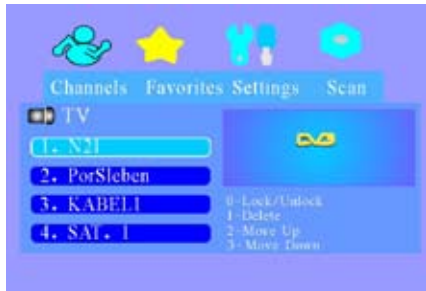 Channels Favorites Settings Scan
TV
1. N24
2. PorSleben
3. KABEL1
4. SAT. 1
0-Lock/Unlock
1-Delete
2-Move Up
3-Move Down